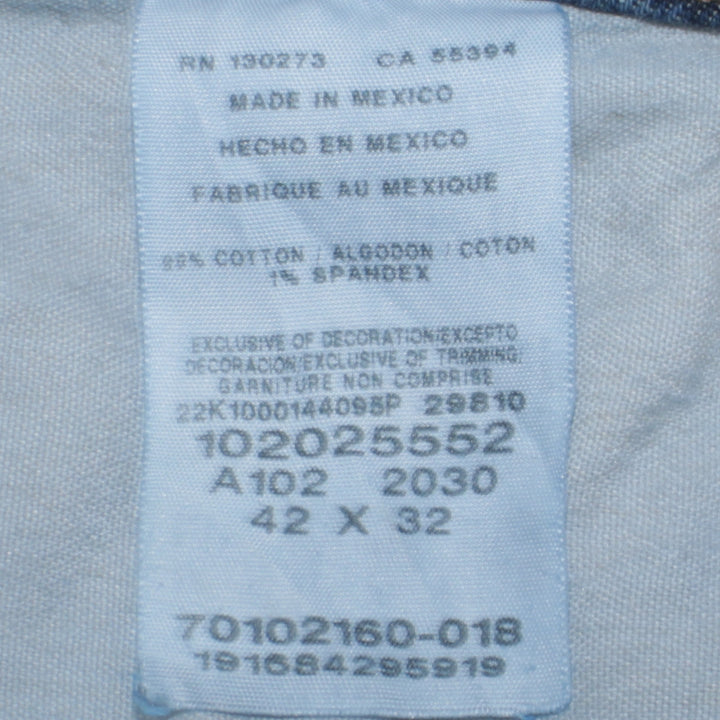 RN 130273 CA 55394
MADE IN MEXICO
HECHO EN MEXICO
FABRIQUE AU MEXIQUE
99% COTTON / ALGODON / COTON
1% SPANDEX
EXCLUSIVE OF DECORATION/EXCEPTO
DECORACION/EXCLUSIVE OF TRIMMING/
GARNITURE NON COMPRISE
22K1000144095P 29810
102025552
A102 2030
42 X 32
70102160-018
191684295919